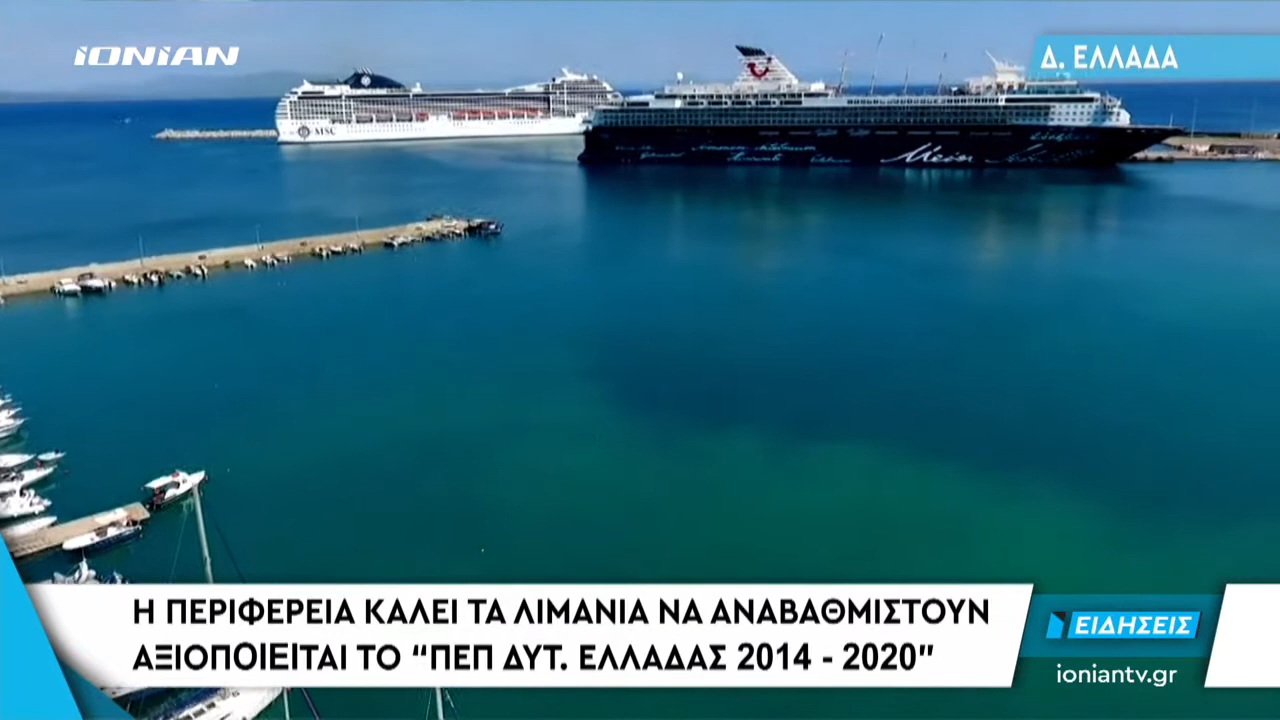 IONIAN
Δ. ΕΛΛΑΔΑ
MSC
Mein
Η ΠΕΡΙΦΕΡΕΙΑ ΚΑΛΕΙ ΤΑ ΛΙΜΑΝΙΑ ΝΑ ΑΝΑΒΑΘΜΙΣΤΟΥΝ
ΑΞΙΟΠΟΙΕΙΤΑΙ ΤΟ “ΠΕΠ ΔΥΤ. ΕΛΛΑΔΑΣ 2014 - 2020”
ΕΙΔΗΣΕΙΣ
ioniantv.gr